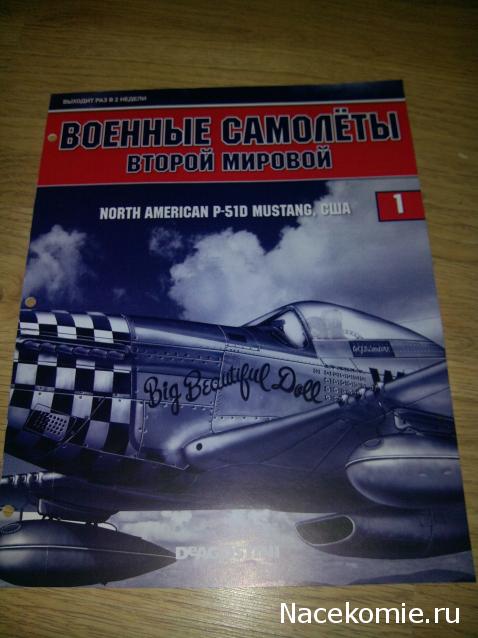 ВЫХОДИТ РАЗ В 2 НЕДЕЛИ
ВОЕННЫЕ САМОЛЁТЫ
ВТОРОЙ МИРОВОЙ
NORTH AMERICAN P-51D MUSTANG, США
1
Big Beautiful Doll
DeAGOSTINI
Nacekomie.ru